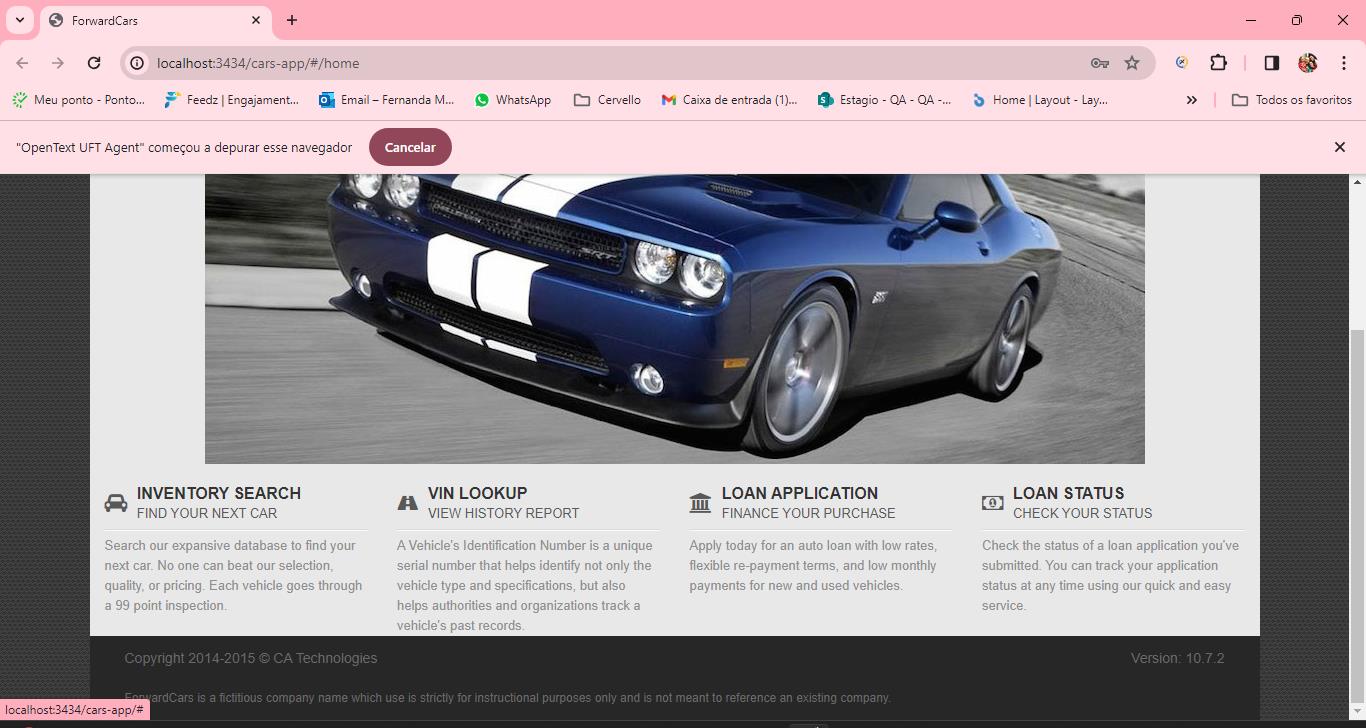 ForwardCars
localhost:3434/cars-app/#/home
Meu ponto - Ponto...
Feedz | Engajament...
Email – Fernanda M...
WhatsApp
Cervello
Caixa de entrada (1)...
Estagio - QA - QA -...
Home | Layout - Lay...
Todos os favoritos
"OpenText UFT Agent" começou a depurar esse navegador
Cancelar
INVENTORY SEARCH
FIND YOUR NEXT CAR
Search our expansive database to find your
next car. No one can beat our selection,
quality, or pricing. Each vehicle goes through
a 99 point inspection.
VIN LOOKUP
VIEW HISTORY REPORT
A Vehicle's Identification Number is a unique
serial number that helps identify not only the
vehicle type and specifications, but also
helps authorities and organizations track a
vehicle's past records.
LOAN APPLICATION
FINANCE YOUR PURCHASE
Apply today for an auto loan with low rates,
flexible re-payment terms, and low monthly
payments for new and used vehicles.
LOAN STATUS
CHECK YOUR STATUS
Check the status of a loan application you've
submitted. You can track your application
status at any time using our quick and easy
service.
Copyright 2014-2015 © CA Technologies
Version: 10.7.2
ForwardCars is a fictitious company name which use is strictly for instructional purposes only and is not meant to reference an existing company.
localhost:3434/cars-app/#